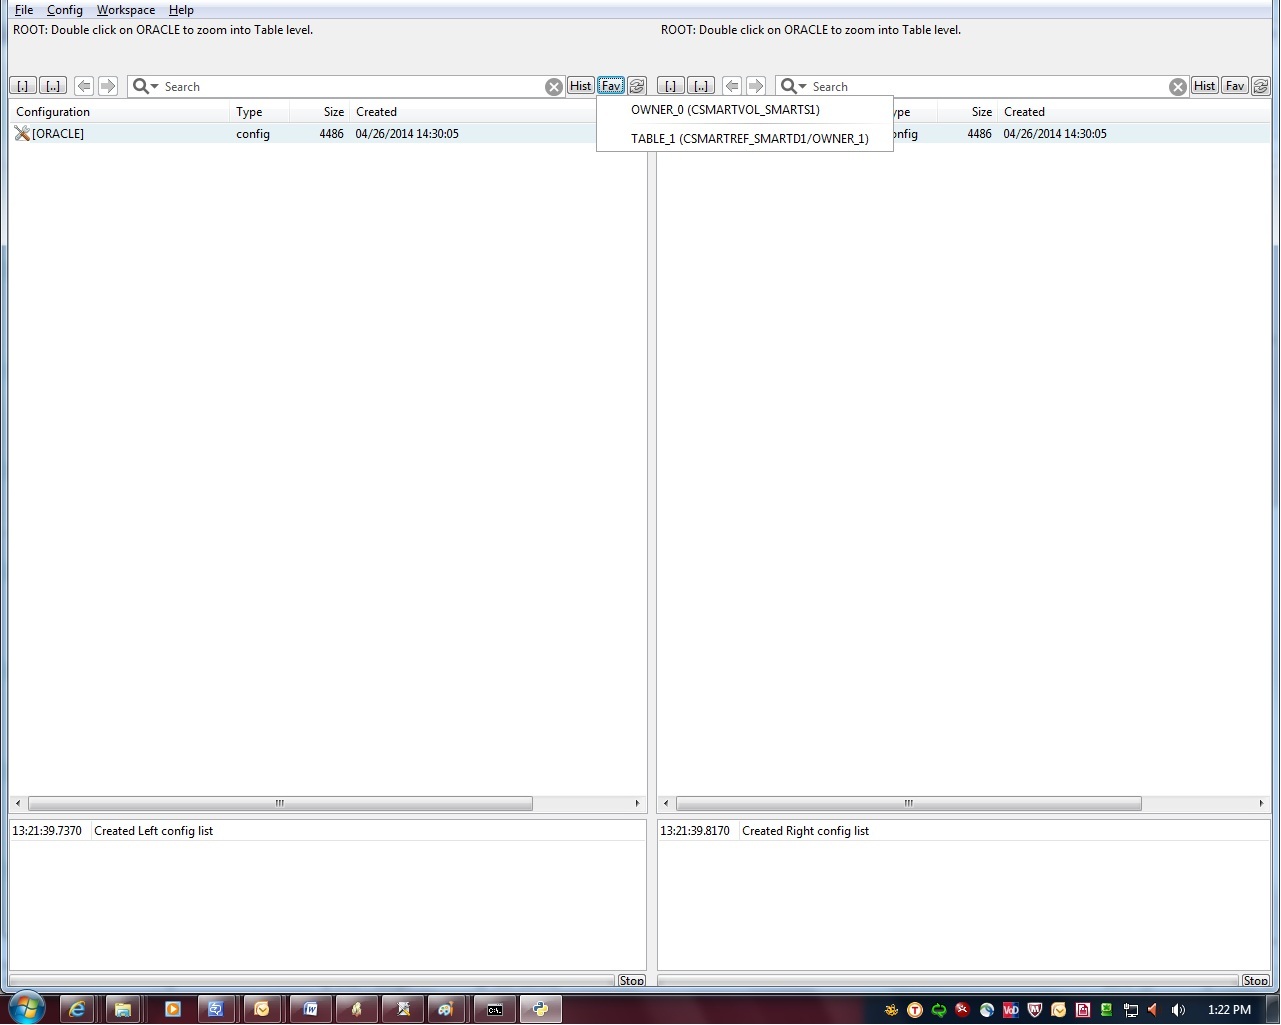 File Config Workspace Help
ROOT: Double click on ORACLE to zoom into Table level.
ROOT: Double click on ORACLE to zoom into Table level.
[.] [..] Search Hist Fav
[.] [..] Search Hist Fav
Configuration Type Size Created
[ORACLE] config 4486 04/26/2014 14:30:05
OWNER_0 (CSMARTVOL_SMARTS1)
TABLE_1 (CSMARTREF_SMARTD1/OWNER_1)
ype Size Created
onfig 4486 04/26/2014 14:30:05
13:21:39.7370 Created Left config list
13:21:39.8170 Created Right config list
Stop
Stop
1:22 PM